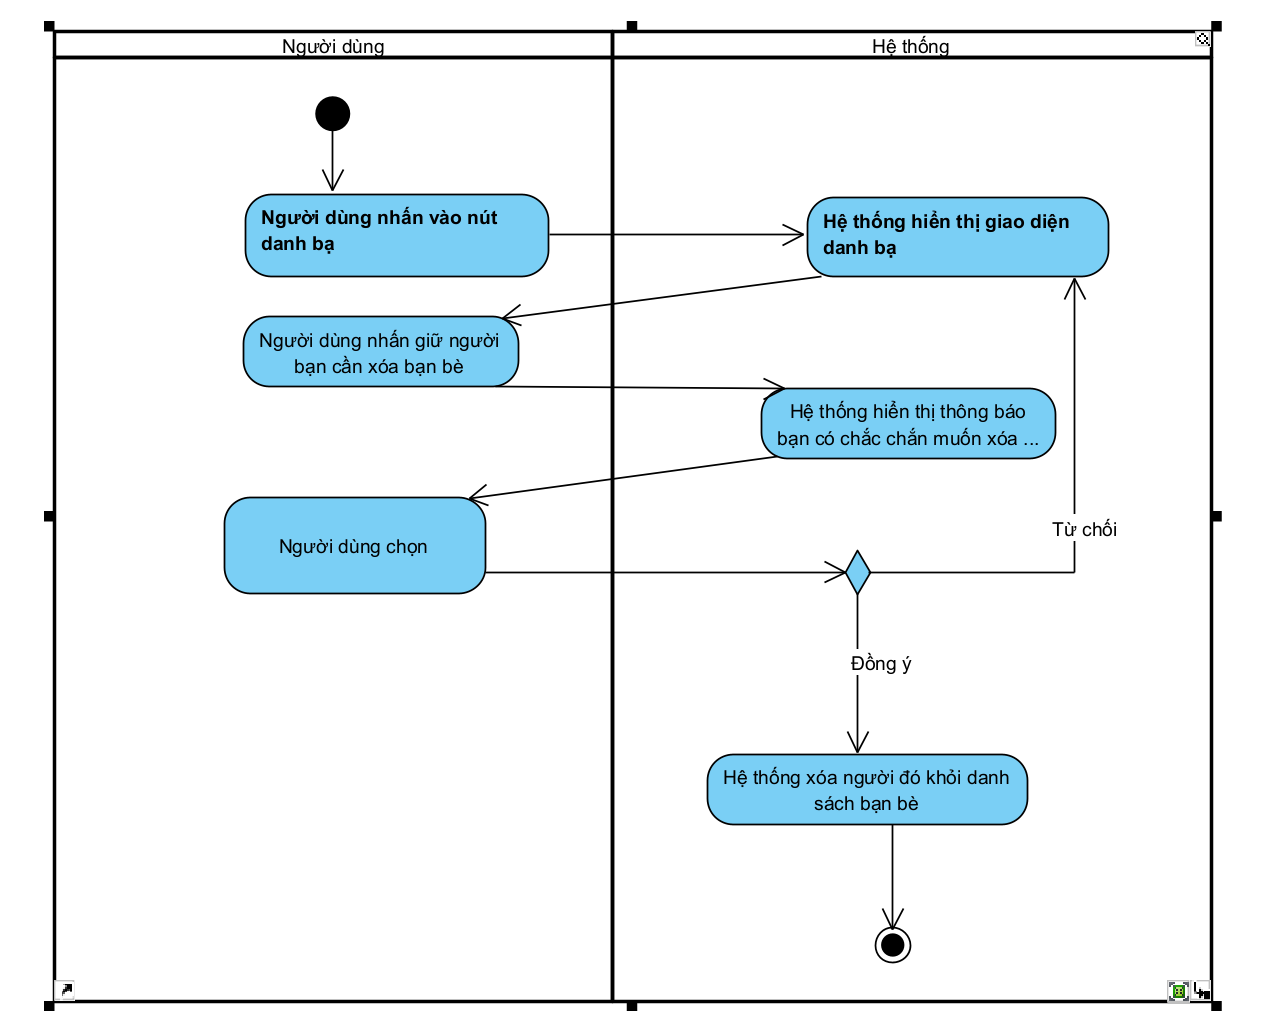 Người dùng
Hệ thống
Người dùng nhấn vào nút
danh bạ
Hệ thống hiển thị giao diện
danh bạ
Người dùng nhấn giữ người
bạn cần xóa bạn bè
Hệ thống hiển thị thông báo
bạn có chắc chắn muốn xóa ...
Người dùng chọn
Từ chối
Đồng ý
Hệ thống xóa người đó khỏi danh
sách bạn bè